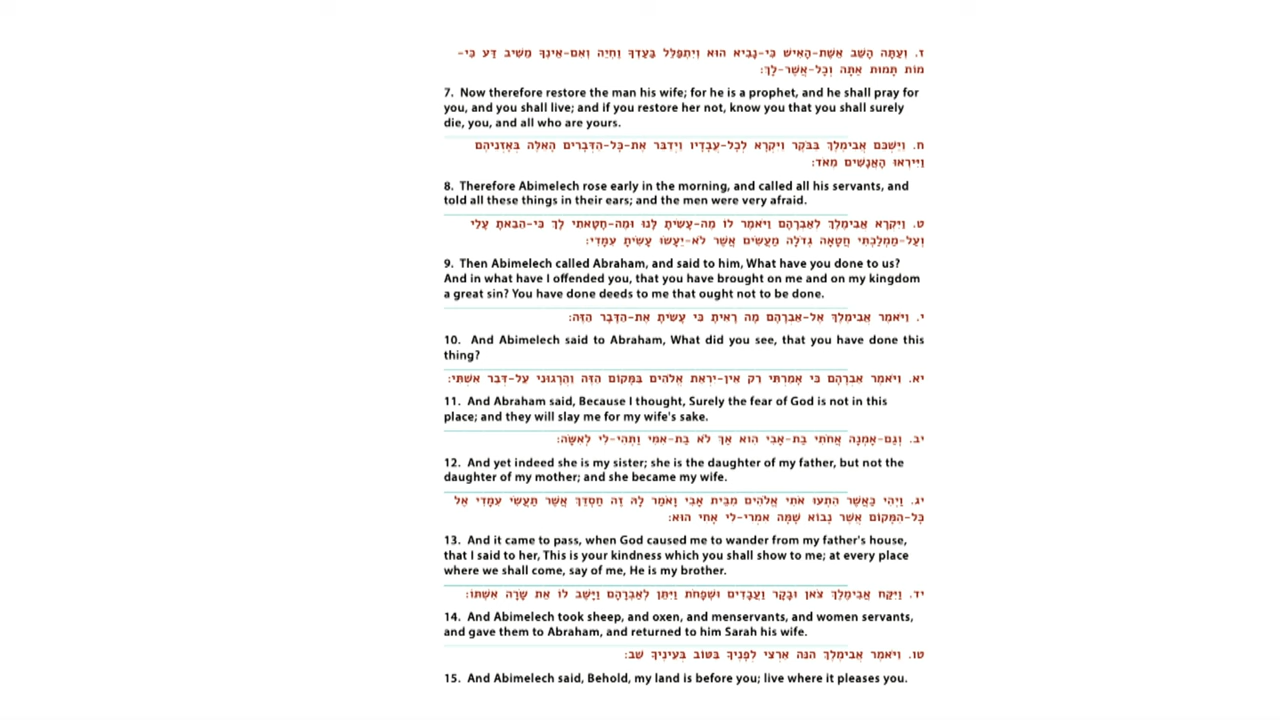 ז. וְעַתָּה הָשֵׁב אֵשֶׁת-הָאִישׁ כִּי-נָבִיא הוּא וְיִתְפַּלֵּל בַּעַדְךָ וֶחְיֵה וְאִם-אֵינְךָ מֵשִׁיב דַּע כִּי-
מוֹת תָּמוּת אַתָּה וְכָל-אֲשֶׁר-לָךְ:
7. Now therefore restore the man his wife; for he is a prophet, and he shall pray for
you, and you shall live; and if you restore her not, know you that you shall surely
die, you, and all who are yours.
ח. וַיַּשְׁכֵּם אֲבִימֶלֶךְ בַּבֹּקֶר וַיִּקְרָא לְכָל-עֲבָדָיו וַיְדַבֵּר אֶת-כָּל-הַדְּבָרִים הָאֵלֶּה בְּאָזְנֵיהֶם
וַיִּירְאוּ הָאֲנָשִׁים מְאֹד:
8. Therefore Abimelech rose early in the morning, and called all his servants, and
told all these things in their ears; and the men were very afraid.
ט. וַיִּקְרָא אֲבִימֶלֶךְ לְאַבְרָהָם וַיֹּאמֶר לוֹ מֶה-עָשִׂיתָ לָּנוּ וּמֶה-חָטָאתִי לָךְ כִּי-הֵבֵאתָ עָלַי
וְעַל-מַמְלַכְתִּי חֲטָאָה גְדֹלָה מַעֲשִׂים אֲשֶׁר לֹא-יֵעָשׂוּ עָשִׂיתָ עִמָּדִי:
9. Then Abimelech called Abraham, and said to him, What have you done to us?
And in what have I offended you, that you have brought on me and on my kingdom
a great sin? You have done deeds to me that ought not to be done.
י. וַיֹּאמֶר אֲבִימֶלֶךְ אֶל-אַבְרָהָם מָה רָאִיתָ כִּי עָשִׂיתָ אֶת-הַדָּבָר הַזֶּה:
10. And Abimelech said to Abraham, What did you see, that you have done this
thing?
יא. וַיֹּאמֶר אַבְרָהָם כִּי אָמַרְתִּי רַק אֵין-יִרְאַת אֱלֹהִים בַּמָּקוֹם הַזֶּה וַהֲרָגוּנִי עַל-דְּבַר אִשְׁתִּי:
11. And Abraham said, Because I thought, Surely the fear of God is not in this
place; and they will slay me for my wife's sake.
יב. וְגַם-אָמְנָה אֲחֹתִי בַת-אָבִי הִוא אַךְ לֹא בַת-אִמִּי וַתְּהִי-לִי לְאִשָּׁה:
12. And yet indeed she is my sister; she is the daughter of my father, but not the
daughter of my mother; and she became my wife.
יג. וַיְהִי כַּאֲשֶׁר הִתְעוּ אֹתִי אֱלֹהִים מִבֵּית אָבִי וָאֹמַר לָהּ זֶה חַסְדֵּךְ אֲשֶׁר תַּעֲשִׂי עִמָּדִי אֶל
כָּל-הַמָּקוֹם אֲשֶׁר נָבוֹא שָׁמָּה אִמְרִי-לִי אָחִי הוּא:
13. And it came to pass, when God caused me to wander from my father's house,
that I said to her, This is your kindness which you shall show to me; at every place
where we shall come, say of me, He is my brother.
יד. וַיִּקַּח אֲבִימֶלֶךְ צֹאן וּבָקָר וַעֲבָדִים וּשְׁפָחֹת וַיִּתֵּן לְאַבְרָהָם וַיָּשֶׁב לוֹ אֵת שָׂרָה אִשְׁתּוֹ:
14. And Abimelech took sheep, and oxen, and menservants, and women servants,
and gave them to Abraham, and returned to him Sarah his wife.
טו. וַיֹּאמֶר אֲבִימֶלֶךְ הִנֵּה אַרְצִי לְפָנֶיךָ בַּטּוֹב בְּעֵינֶיךָ שֵׁב:
15. And Abimelech said, Behold, my land is before you; live where it pleases you.